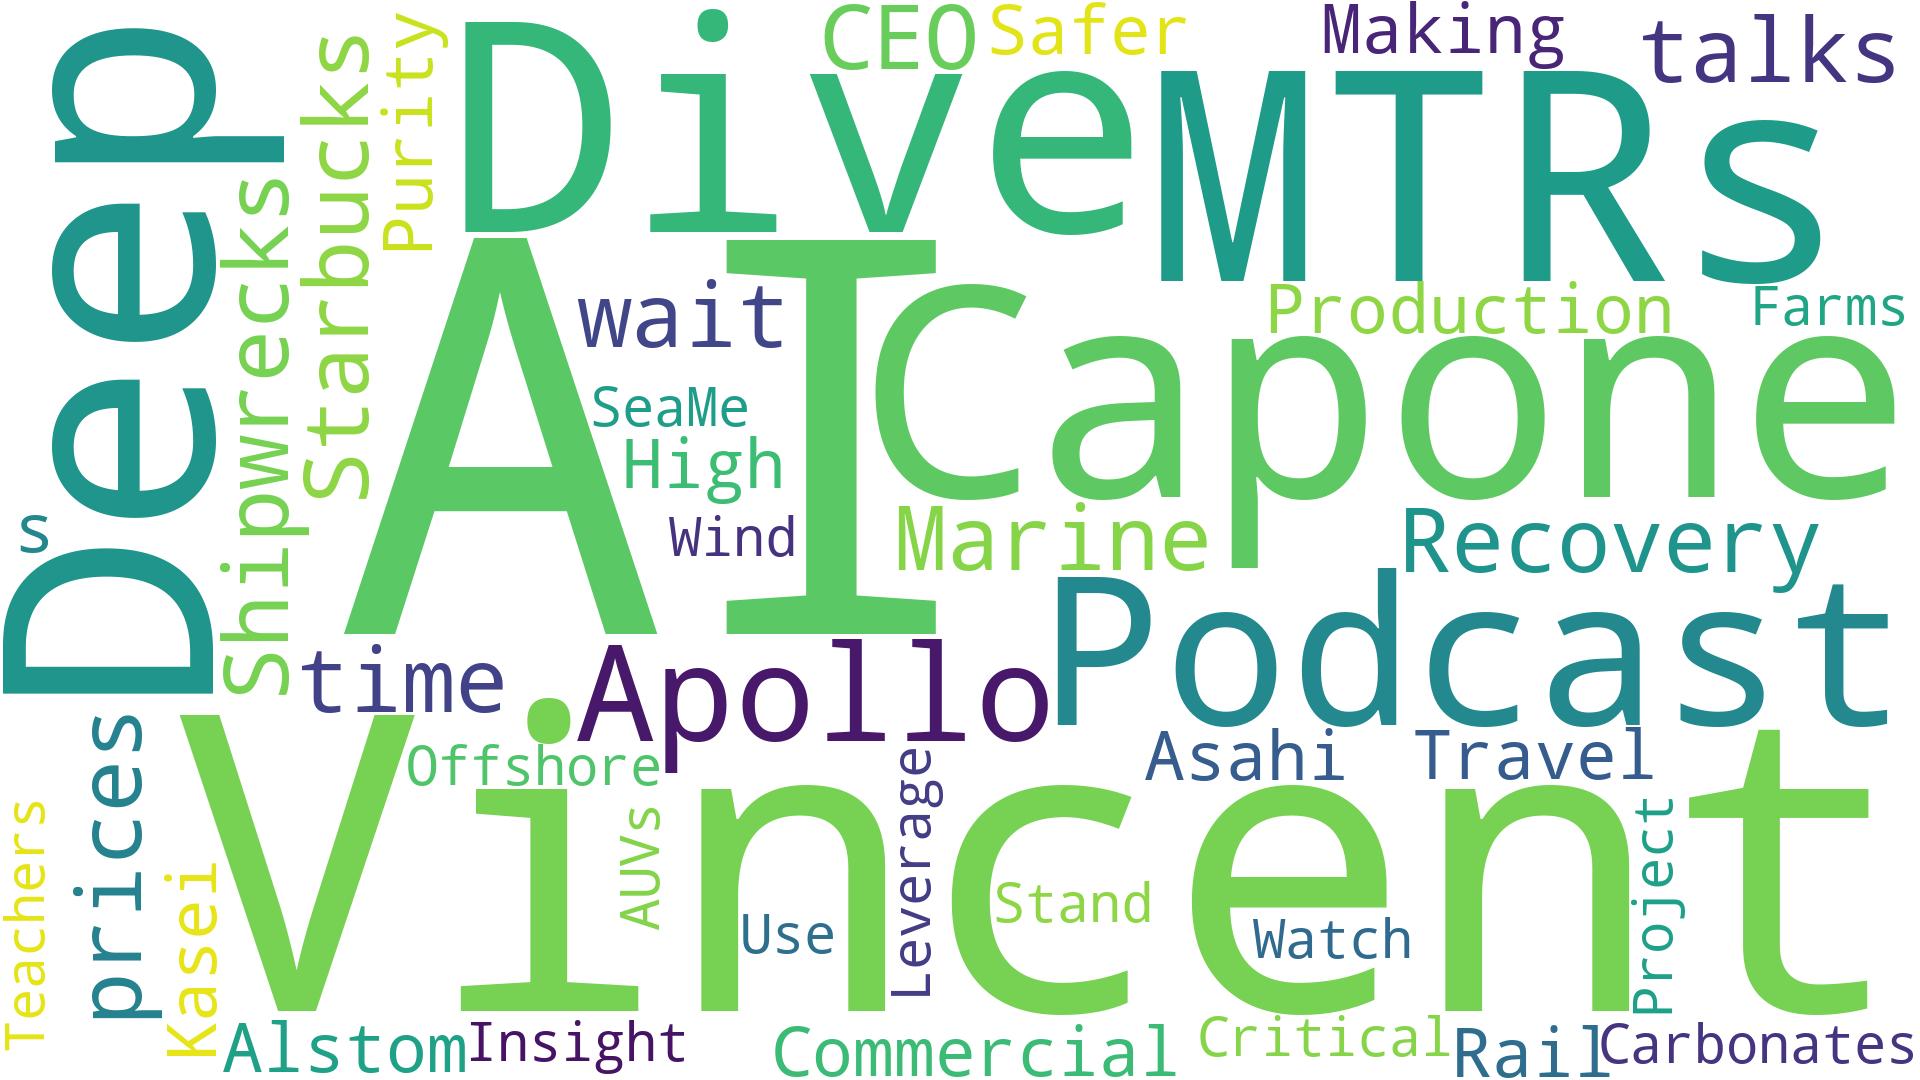 Deep
Shipwrecks
Starbucks
Purity
Dive
CEO
Safer
Making
talks
MTRs
AI
wait
Capone
Production
Farms
SeaMe
High
Wind
Marine
Recovery
s
time
Apollo
Podcast
prices
Vincent
Offshore
Asahi
Travel
Teachers
Kasei
AUVs
Use
Leverage
Stand
Watch
Project
Alstom
Insight
Commercial
Critical
Rail
Carbonates